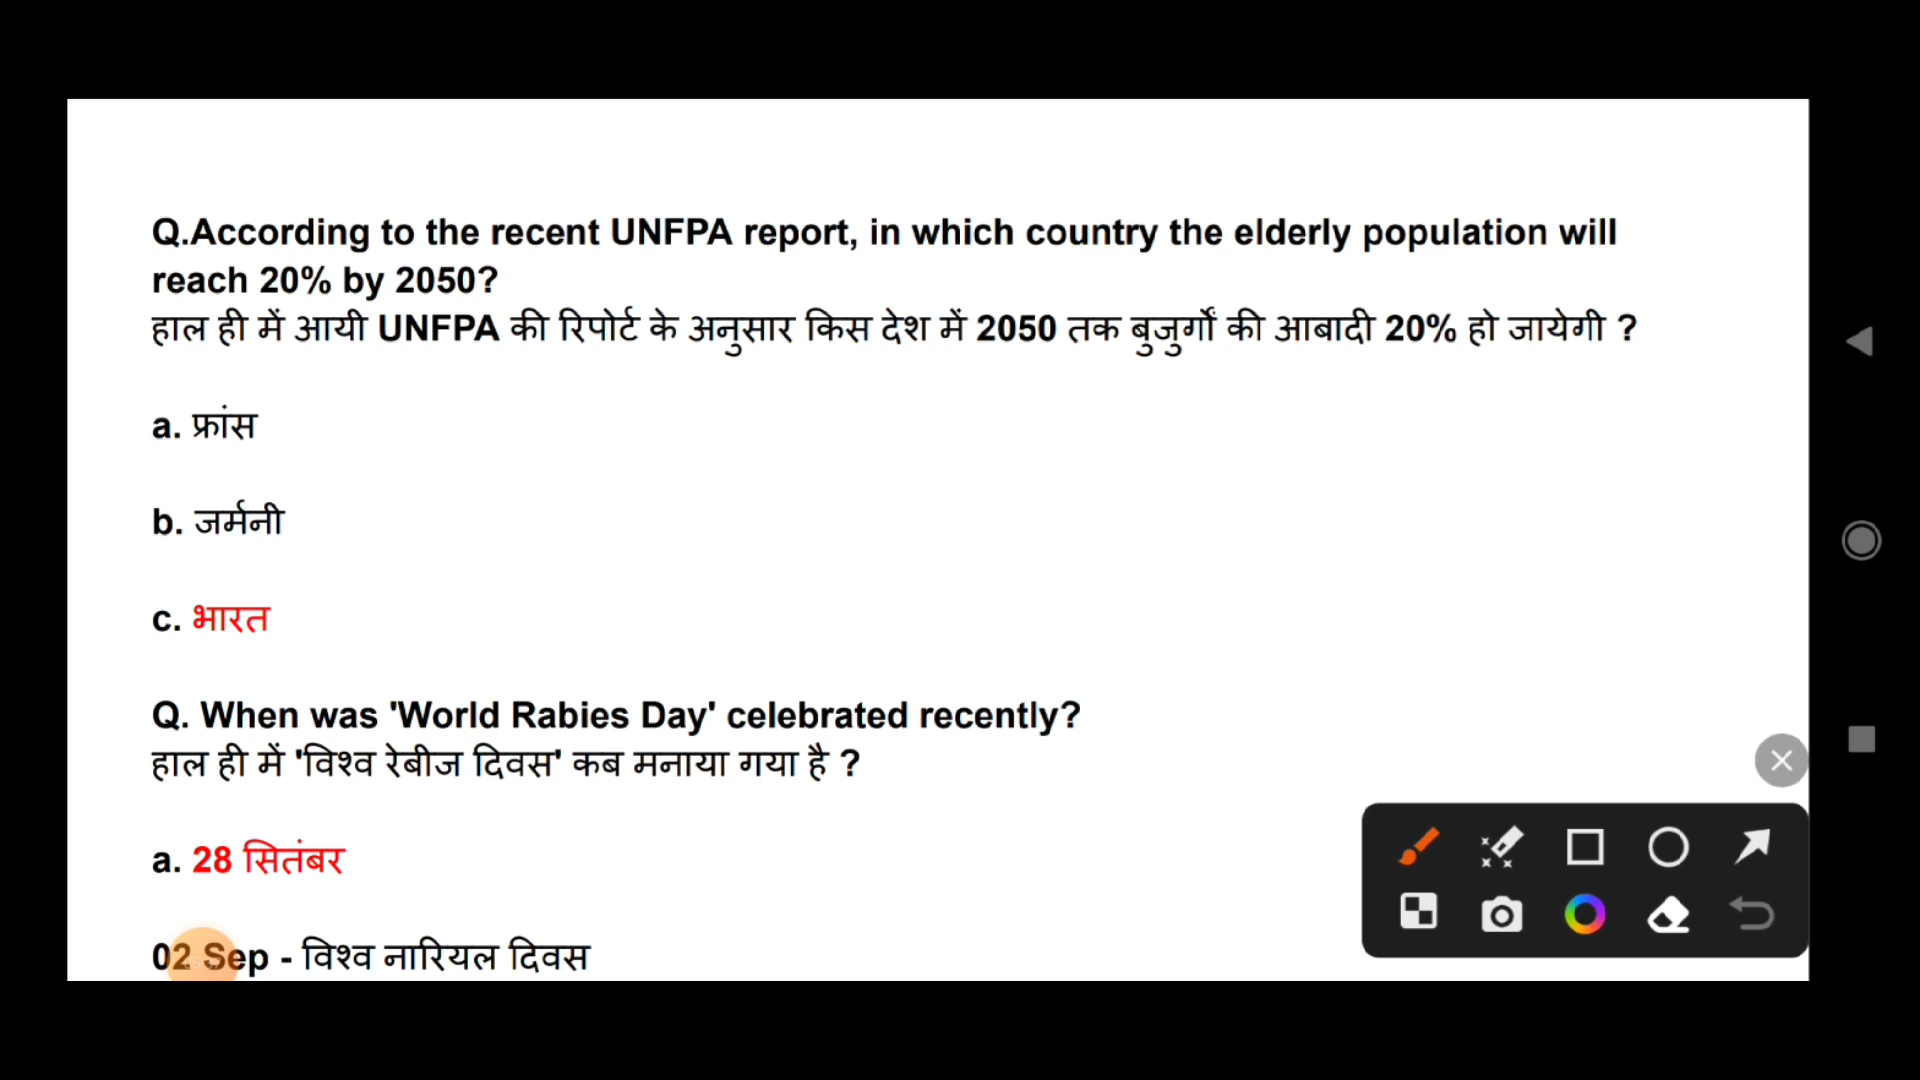 Q.According to the recent UNFPA report, in which country the elderly population will
reach 20% by 2050?
हाल ही में आयी UNFPA की रिपोर्ट के अनुसार किस देश में 2050 तक बुजुर्गों की आबादी 20% हो जायेगी ?
a. फ्रांस
b. जर्मनी
c. भारत
Q. When was 'World Rabies Day' celebrated recently?
हाल ही में 'विश्व रेबीज दिवस' कब मनाया गया है ?
a. 28 सितंबर
02 Sep - विश्व नारियल दिवस